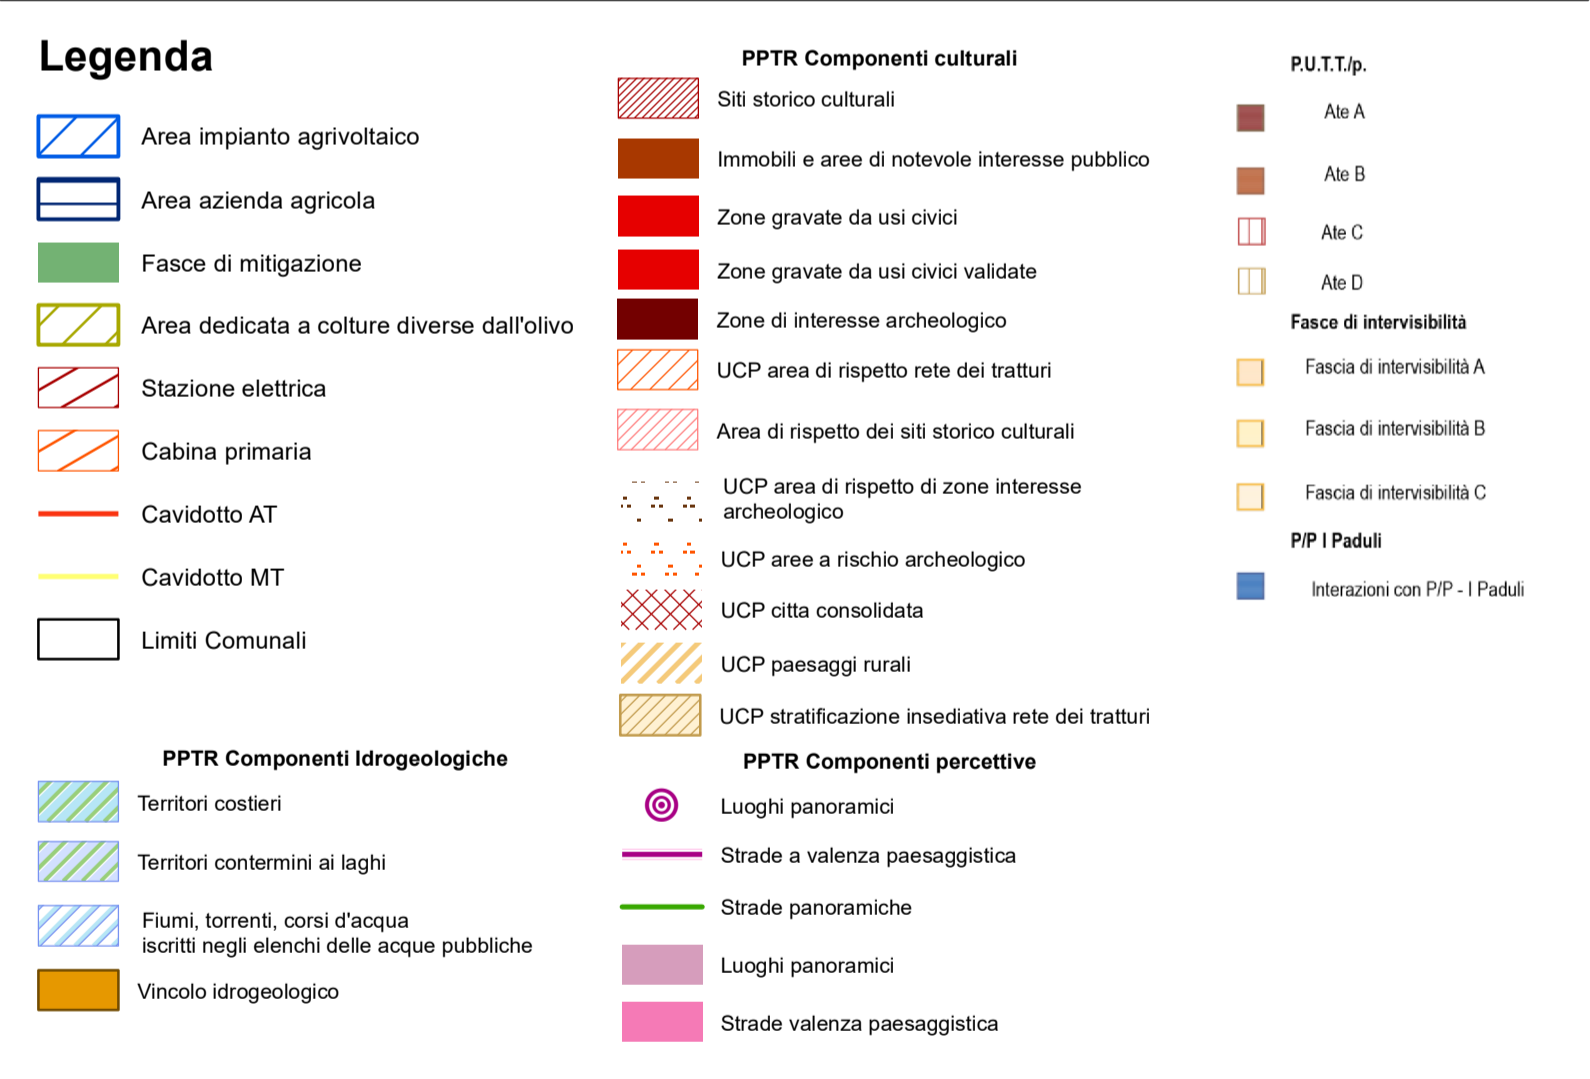 Legenda
Area impianto agrivoltaico
Area azienda agricola
Fasce di mitigazione
Area dedicata a colture diverse dall'olivo
Stazione elettrica
Cabina primaria
Cavidotto AT
Cavidotto MT
Limiti Comunali
PPTR Componenti Idrogeologiche
Territori costieri
Territori contermini ai laghi
Fiumi, torrenti, corsi d'acqua
iscritti negli elenchi delle acque pubbliche
Vincolo idrogeologico
PPTR Componenti culturali
Siti storico culturali
Immobili e aree di notevole interesse pubblico
Zone gravate da usi civici
Zone gravate da usi civici validate
Zone di interesse archeologico
UCP area di rispetto rete dei tratturi
Area di rispetto dei siti storico culturali
UCP area di rispetto di zone interesse
archeologico
UCP aree a rischio archeologico
UCP citta consolidata
UCP paesaggi rurali
UCP stratificazione insediativa rete dei tratturi
PPTR Componenti percettive
Luoghi panoramici
Strade a valenza paesaggistica
Strade panoramiche
Luoghi panoramici
Strade valenza paesaggistica
P.U.T.T./p.
Ate A
Ate B
Ate C
Ate D
Fasce di intervisibilità
Fascia di intervisibilità A
Fascia di intervisibilità B
Fascia di intervisibilità C
P/P I Paduli
Interazioni con P/P - I Paduli